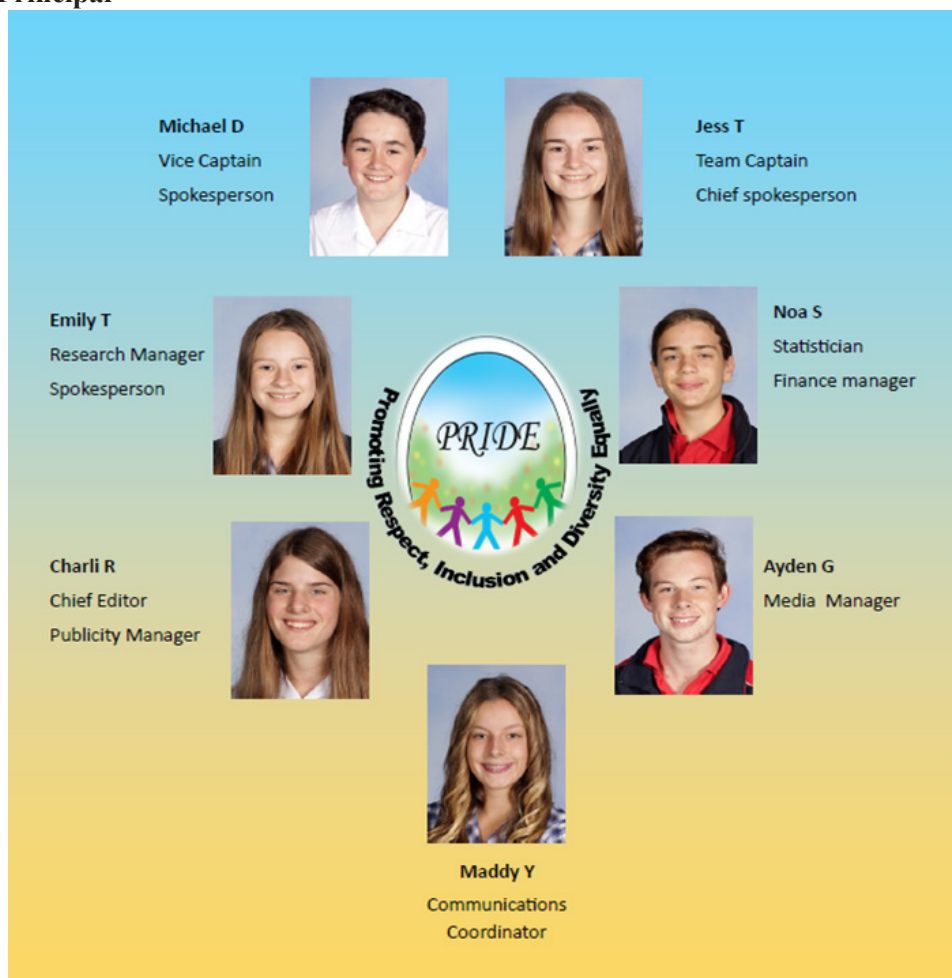 Principal
Michael D
Vice Captain
Spokesperson
Jess T
Team Captain
Chief spokesperson
Emily T
Research Manager
Spokesperson
Noa S
Statistician
Finance manager
PRIDE
Promoting Respect, Inclusion and Diversity Equally
Charli R
Chief Editor
Publicity Manager
Ayden G
Media Manager
Maddy Y
Communications
Coordinator